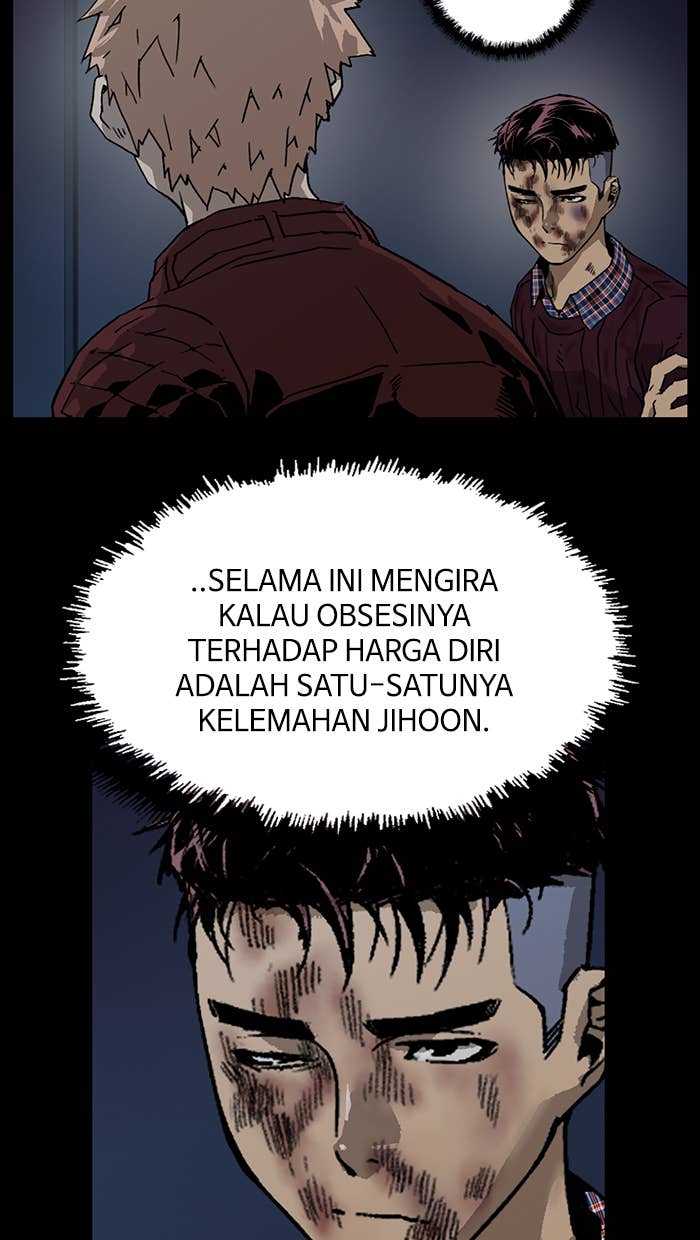 ..SELAMA INI MENGIRA
KALAU OBSESINYA
TERHADAP HARGA DIRI
ADALAH SATU-SATUNYA
KELEMAHAN JIHOON.